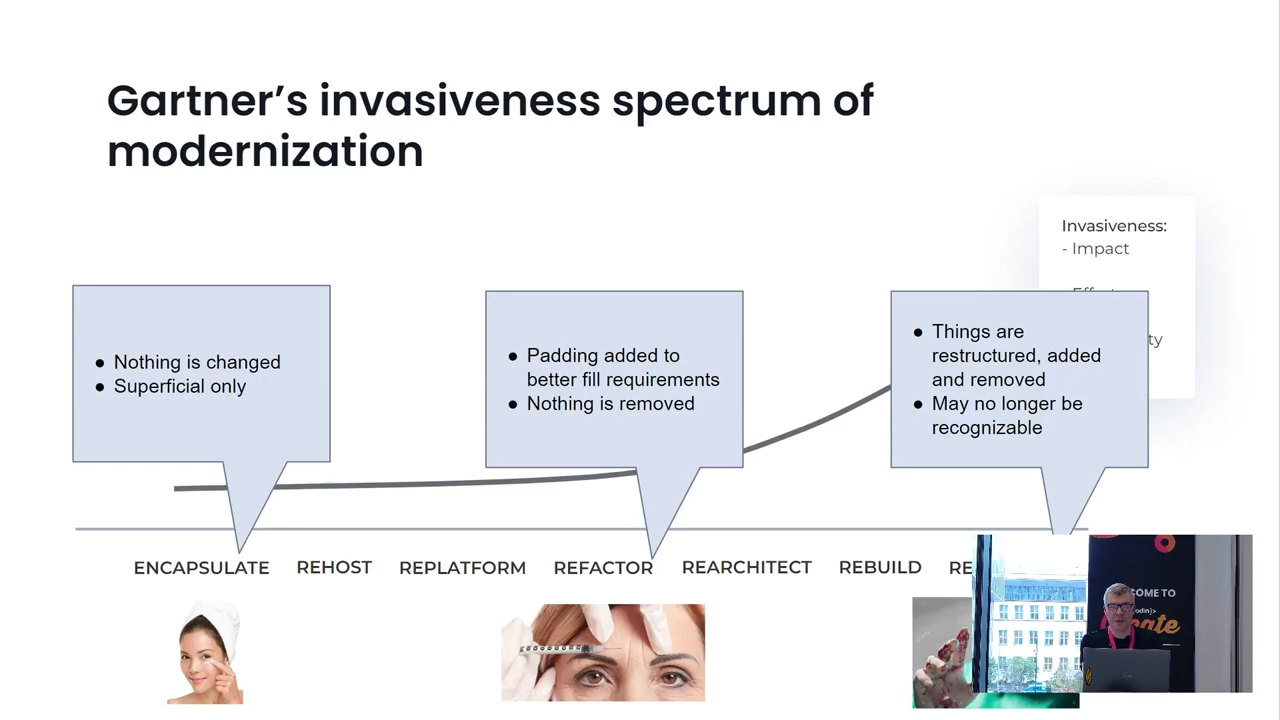 Gartner’s invasiveness spectrum of
modernization
Invasiveness:
- Impact
● Nothing is changed
● Superficial only
● Padding added to
better fill requirements
● Nothing is removed
● Things are
restructured, added
and removed
● May no longer be
recognizable
ENCAPSULATE REHOST REPLATFORM REFACTOR REARCHITECT REBUILD
COME TO